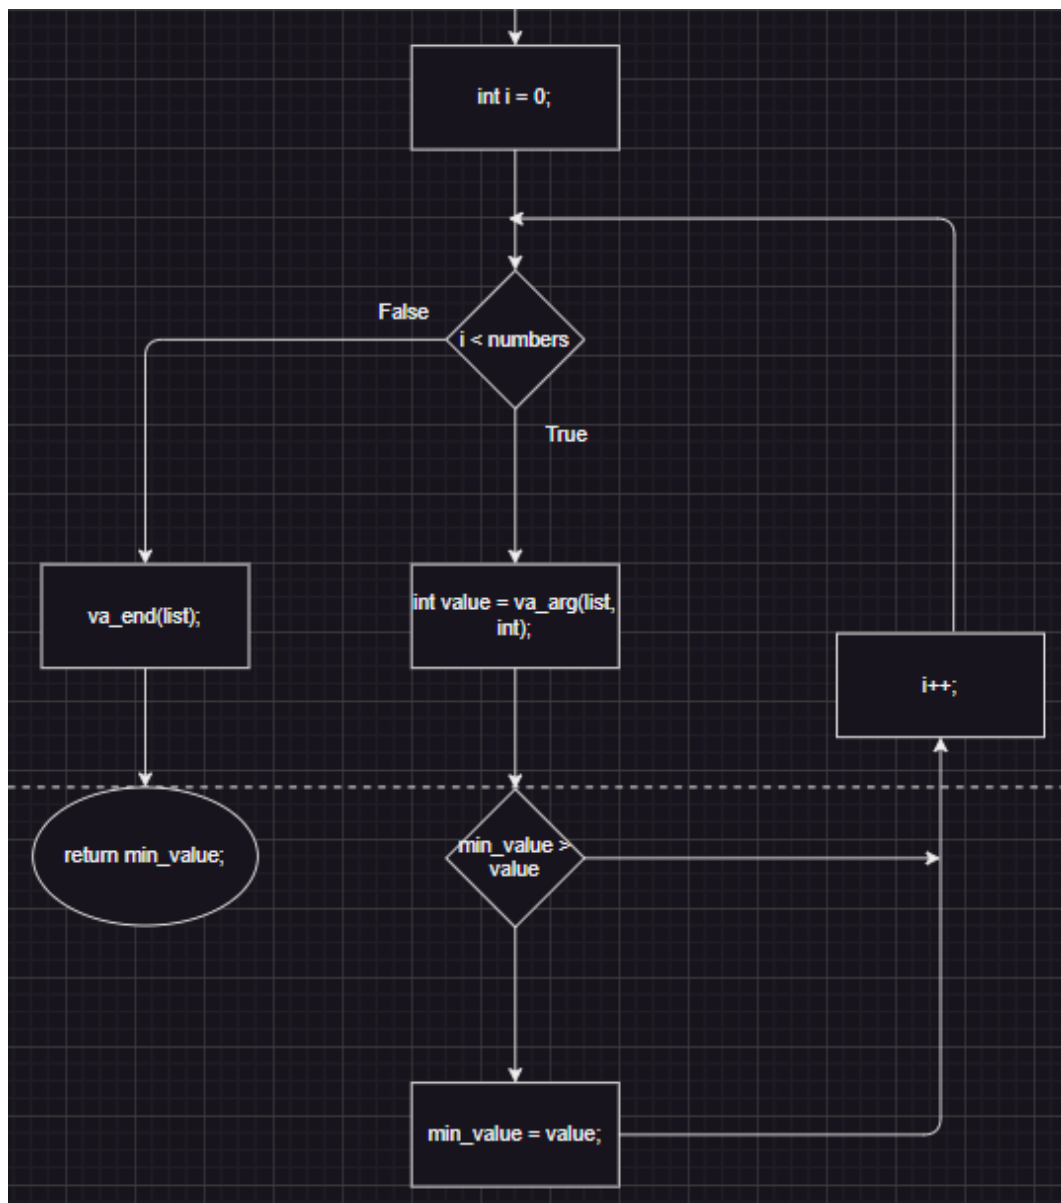 int i = 0;
False
i < numbers
True
va_end(list);
int value = va_arg(list,
int);
i++;
return min_value;
min_value >
value
min_value = value;